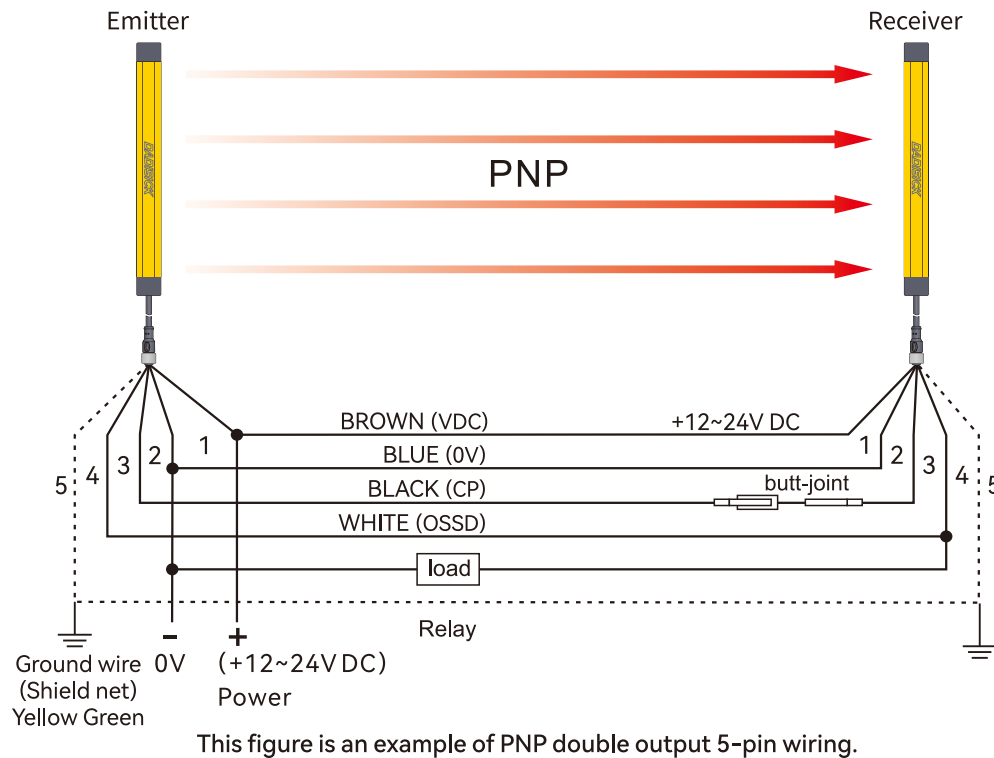 Emitter
Receiver
DADISICK
DADISICK
PNP
BROWN (VDC)
+12~24V DC
BLUE (0V)
BLACK (CP)
butt-joint
WHITE (OSSD)
load
1
2
3
4
5
1
2
3
4
5
Relay
-
+
Ground wire
(Shield net)
Yellow Green
0V
(+12~24V DC)
Power
This figure is an example of PNP double output 5-pin wiring.